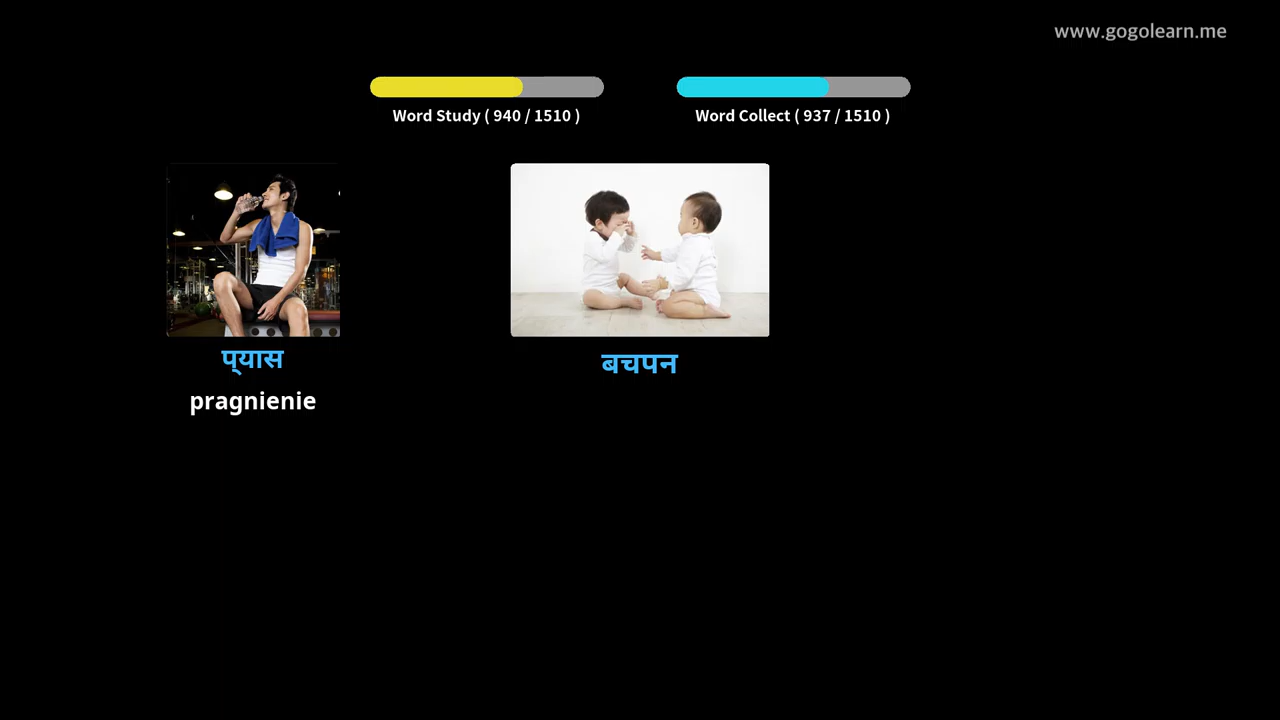 www.gogolearn.me
Word Study ( 940 / 1510 )
Word Collect ( 937 / 1510 )
प्यास
pragnienie
बचपन